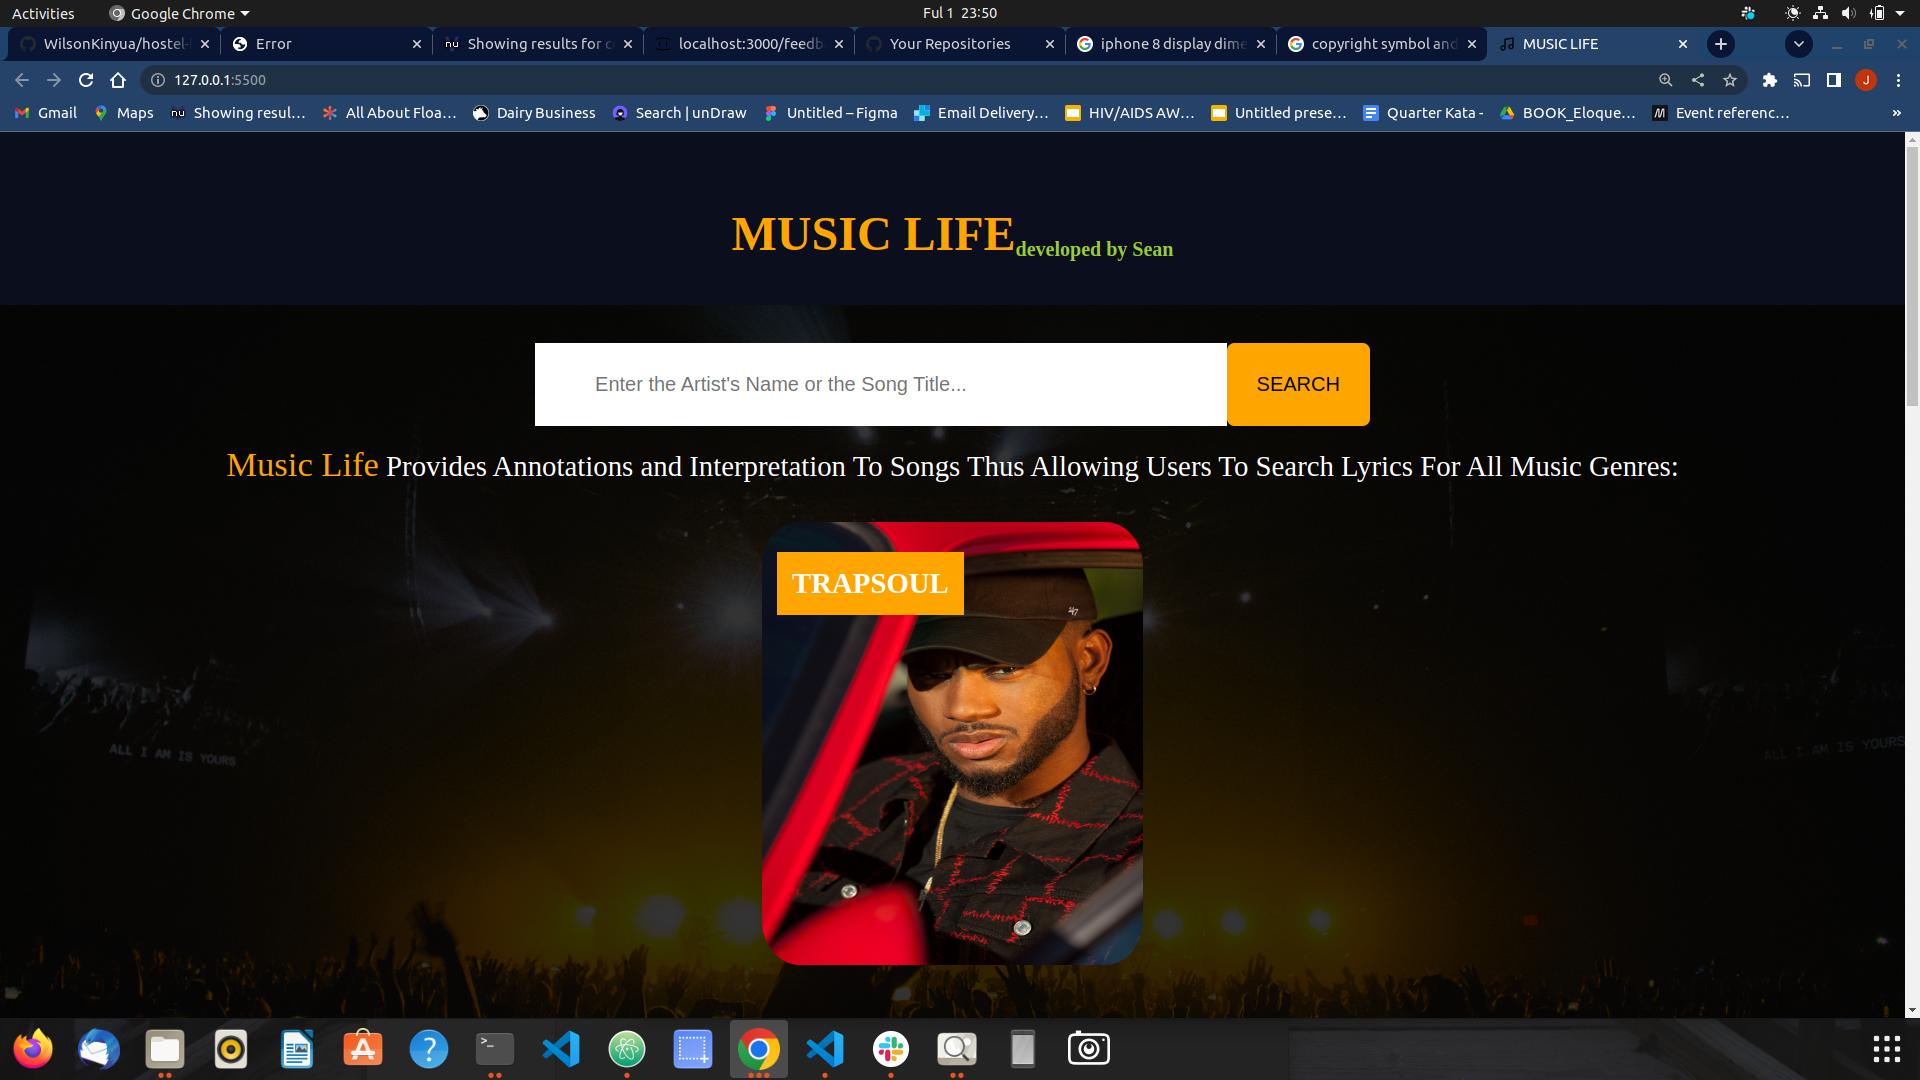 Activities
Google Chrome
Ful 1 23:50
WilsonKinyua/hostel-
Error
Showing results for c
localhost:3000/feedb
Your Repositories
iphone 8 display dime
copyright symbol and
MUSIC LIFE
127.0.0.1:5500
J
Gmail
Maps
Showing resul…
All About Floa…
Dairy Business
Search | unDraw
Untitled – Figma
Email Delivery…
HIV/AIDS AW…
Untitled prese…
Quarter Kata -
BOOK_Eloque…
Event referenc…
»
MUSIC LIFE developed by Sean
Enter the Artist's Name or the Song Title...
SEARCH
Music Life Provides Annotations and Interpretation To Songs Thus Allowing Users To Search Lyrics For All Music Genres:
TRAPSOUL
47
ALL I AM IS YOURS
ALL I AM IS YOURS